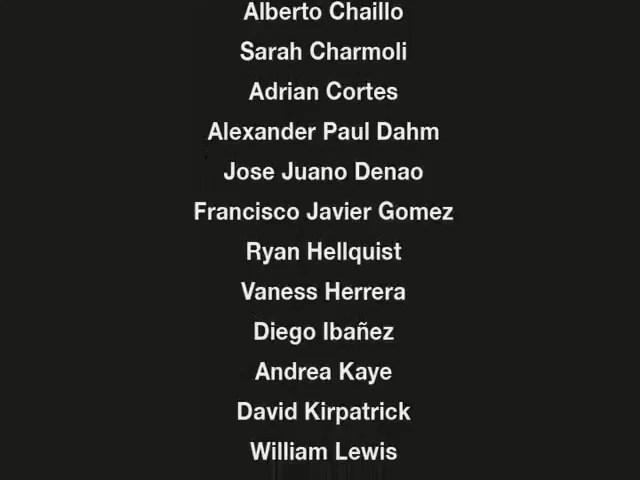 Alberto Chaillo
Sarah Charmoli
Adrian Cortes
Alexander Paul Dahm
Jose Juano Denao
Francisco Javier Gomez
Ryan Hellquist
Vaness Herrera
Diego Ibañez
Andrea Kaye
David Kirpatrick
William Lewis